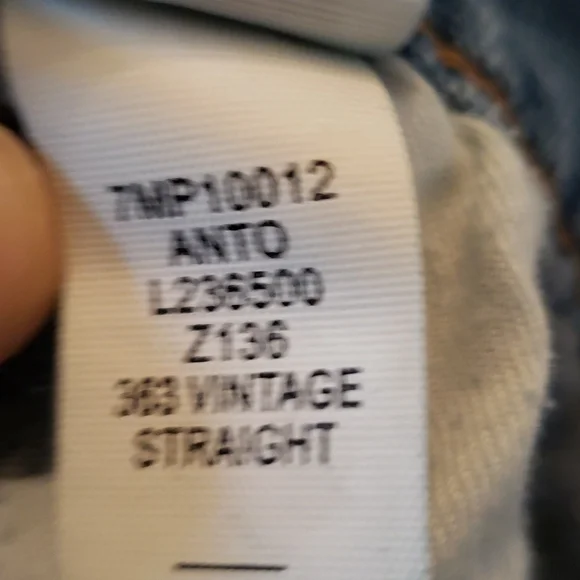 7MP10012
ANTO
L236500
Z136
363 VINTAGE
STRAIGHT